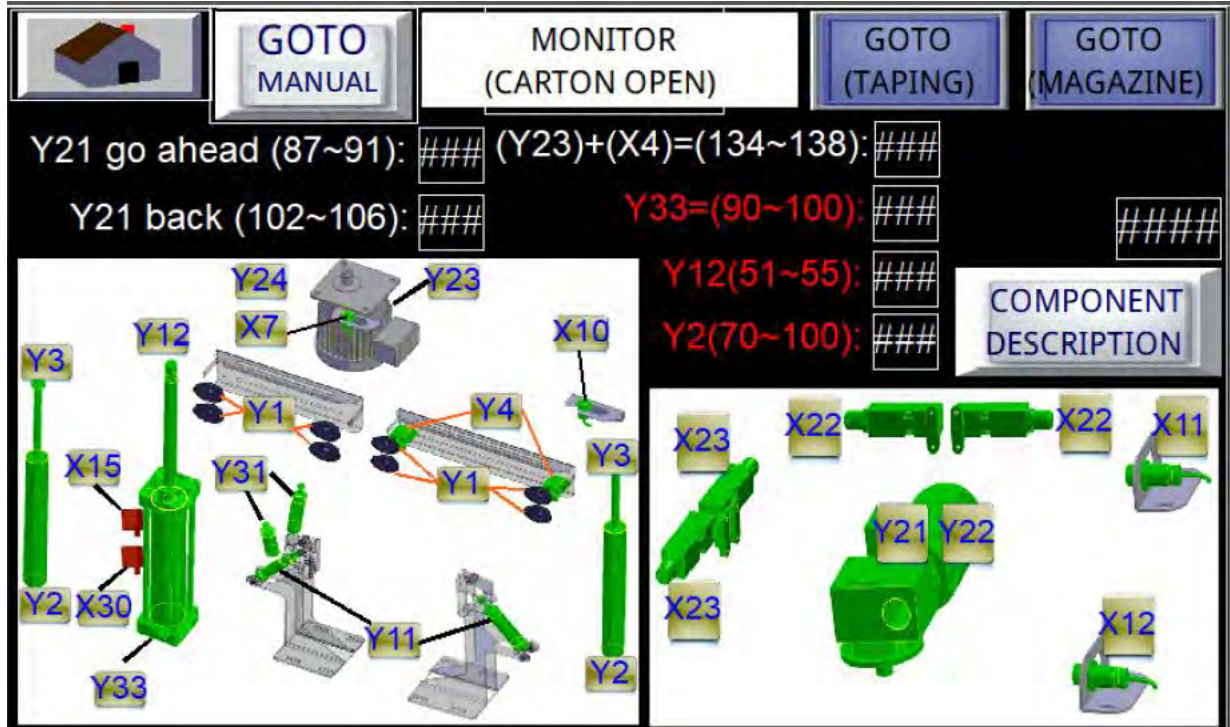 GOTO
MANUAL
MONITOR
(CARTON OPEN)
GOTO
(TAPING)
GOTO
(MAGAZINE)
Y21 go ahead (87~91): ###
(Y23)+(X4)=(134~138): ###
Y21 back (102~106): ###
Y33=(90~100): ###
####
Y12(51~55): ###
Y2(70~100): ###
COMPONENT
DESCRIPTION
Y24
Y23
X7
Y12
X10
Y3
Y1
Y4
Y3
X15
Y31
Y1
Y2
X30
Y11
Y33
Y2
X23
X22
X22
X11
Y21
Y22
X23
X12